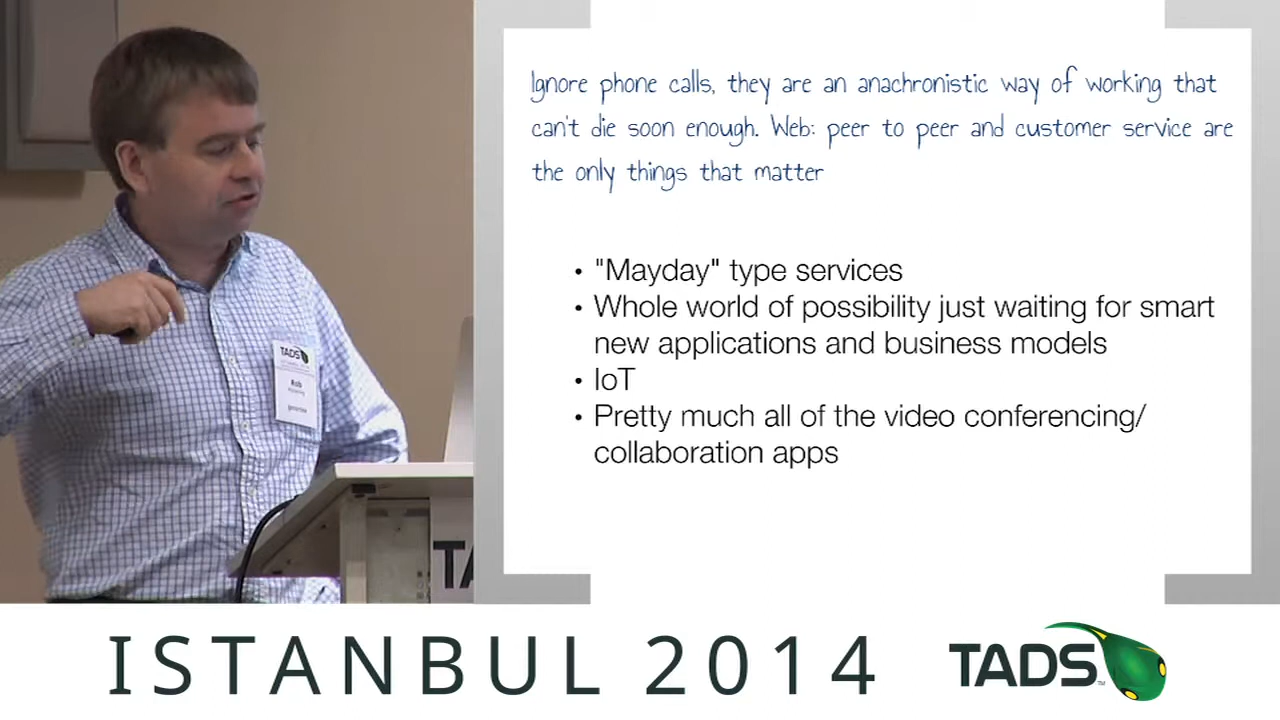 Ignore phone calls, they are an anachronistic way of working that
can't die soon enough. Web: peer to peer and customer service are
the only things that matter
• "Mayday" type services
• Whole world of possibility just waiting for smart
new applications and business models
• IoT
• Pretty much all of the video conferencing/
collaboration apps
TADS
Rob
TA
ISTANBUL 2014
TADS